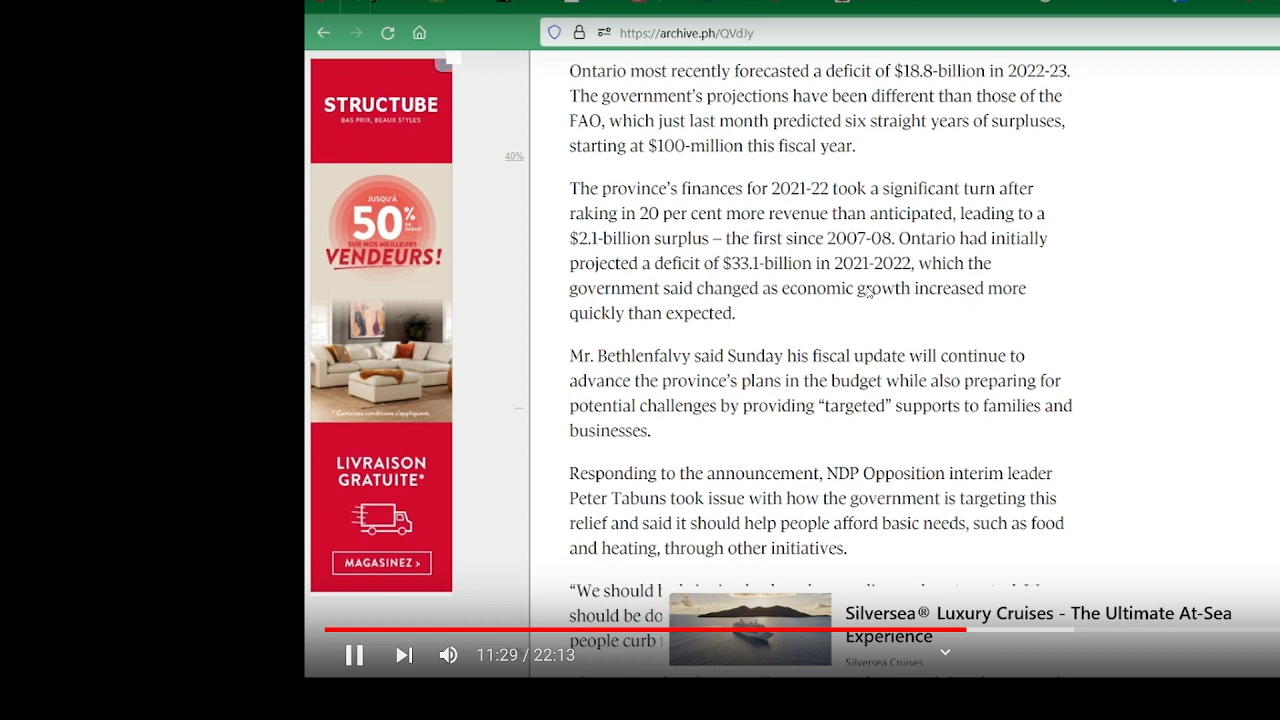 https://archive.ph/QVdJy
STRUCTUBE
BAS PRIX, BEAUX STYLES
JUSQU'À
50%
DE RABAIS*
SUR NOS MEILLEURS
VENDEURS!
* Certaines conditions s'appliquent.
LIVRAISON
GRATUITE*
MAGASINEZ >
40%
Ontario most recently forecasted a deficit of $18.8-billion in 2022-23.
The government's projections have been different than those of the
FAO, which just last month predicted six straight years of surpluses,
starting at $100-million this fiscal year.
The province's finances for 2021-22 took a significant turn after
raking in 20 per cent more revenue than anticipated, leading to a
$2.1-billion surplus – the first since 2007-08. Ontario had initially
projected a deficit of $33.1-billion in 2021-2022, which the
government said changed as economic growth increased more
quickly than expected.
Mr. Bethlenfalvy said Sunday his fiscal update will continue to
advance the province's plans in the budget while also preparing for
potential challenges by providing “targeted” supports to families and
businesses.
Responding to the announcement, NDP Opposition interim leader
Peter Tabuns took issue with how the government is targeting this
relief and said it should help people afford basic needs, such as food
and heating, through other initiatives.
“We should
should be do
people curb
Silversea® Luxury Cruises - The Ultimate At-Sea
Experience
Silversea Cruises
11:29 / 22:13